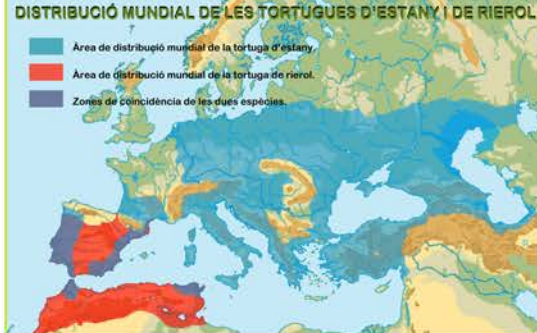 DISTRIBUCIÓ MUNDIAL DE LES TORTUGUES D'ESTANY I DE RIEROL
Àrea de distribució mundial de la tortuga d'estany.
Àrea de distribució mundial de la tortuga de rierol.
Zones de coincidència de les dues espècies.